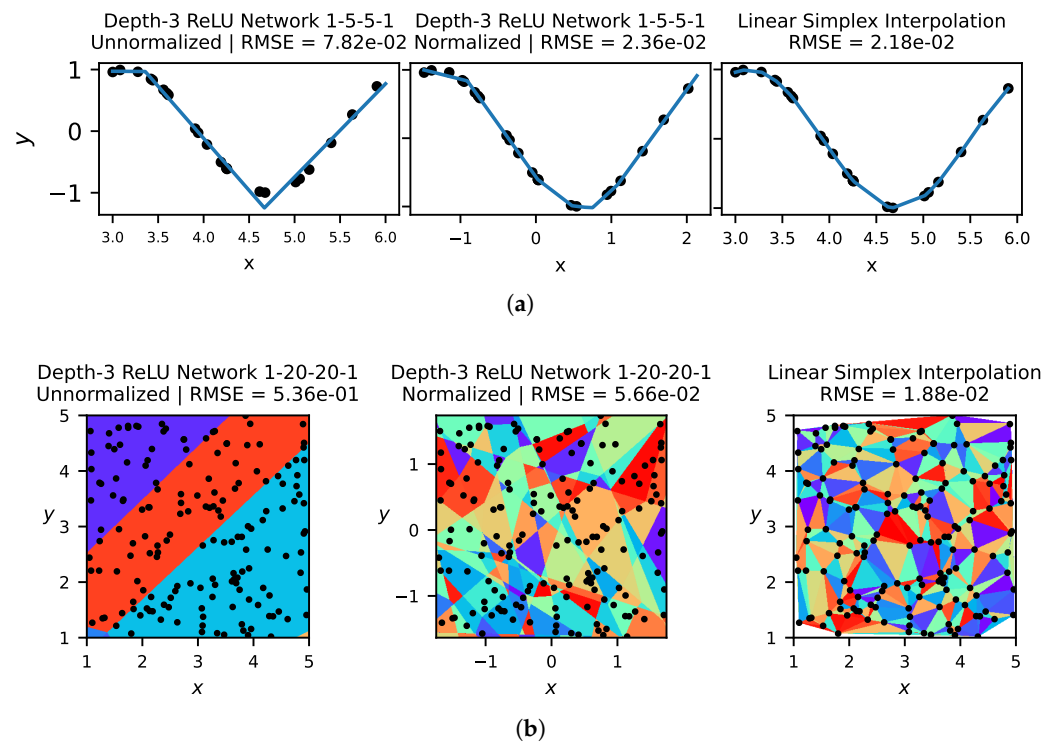 Depth-3 ReLU Network 1-5-5-1
Unnormalized | RMSE = 7.82e-02
Depth-3 ReLU Network 1-5-5-1
Normalized | RMSE = 2.36e-02
Linear Simplex Interpolation
RMSE = 2.18e-02
1
0
−1
y
3.0 3.5 4.0 4.5 5.0 5.5 6.0
x
−1 0 1 2
x
3.0 3.5 4.0 4.5 5.0 5.5 6.0
x
(a)
Depth-3 ReLU Network 1-20-20-1
Unnormalized | RMSE = 5.36e-01
Depth-3 ReLU Network 1-20-20-1
Normalized | RMSE = 5.66e-02
Linear Simplex Interpolation
RMSE = 1.88e-02
5
4
3
2
1
y
1 2 3 4 5
x
1
0
−1
y
−1 0 1
x
5
4
3
2
1
y
1 2 3 4 5
x
(b)